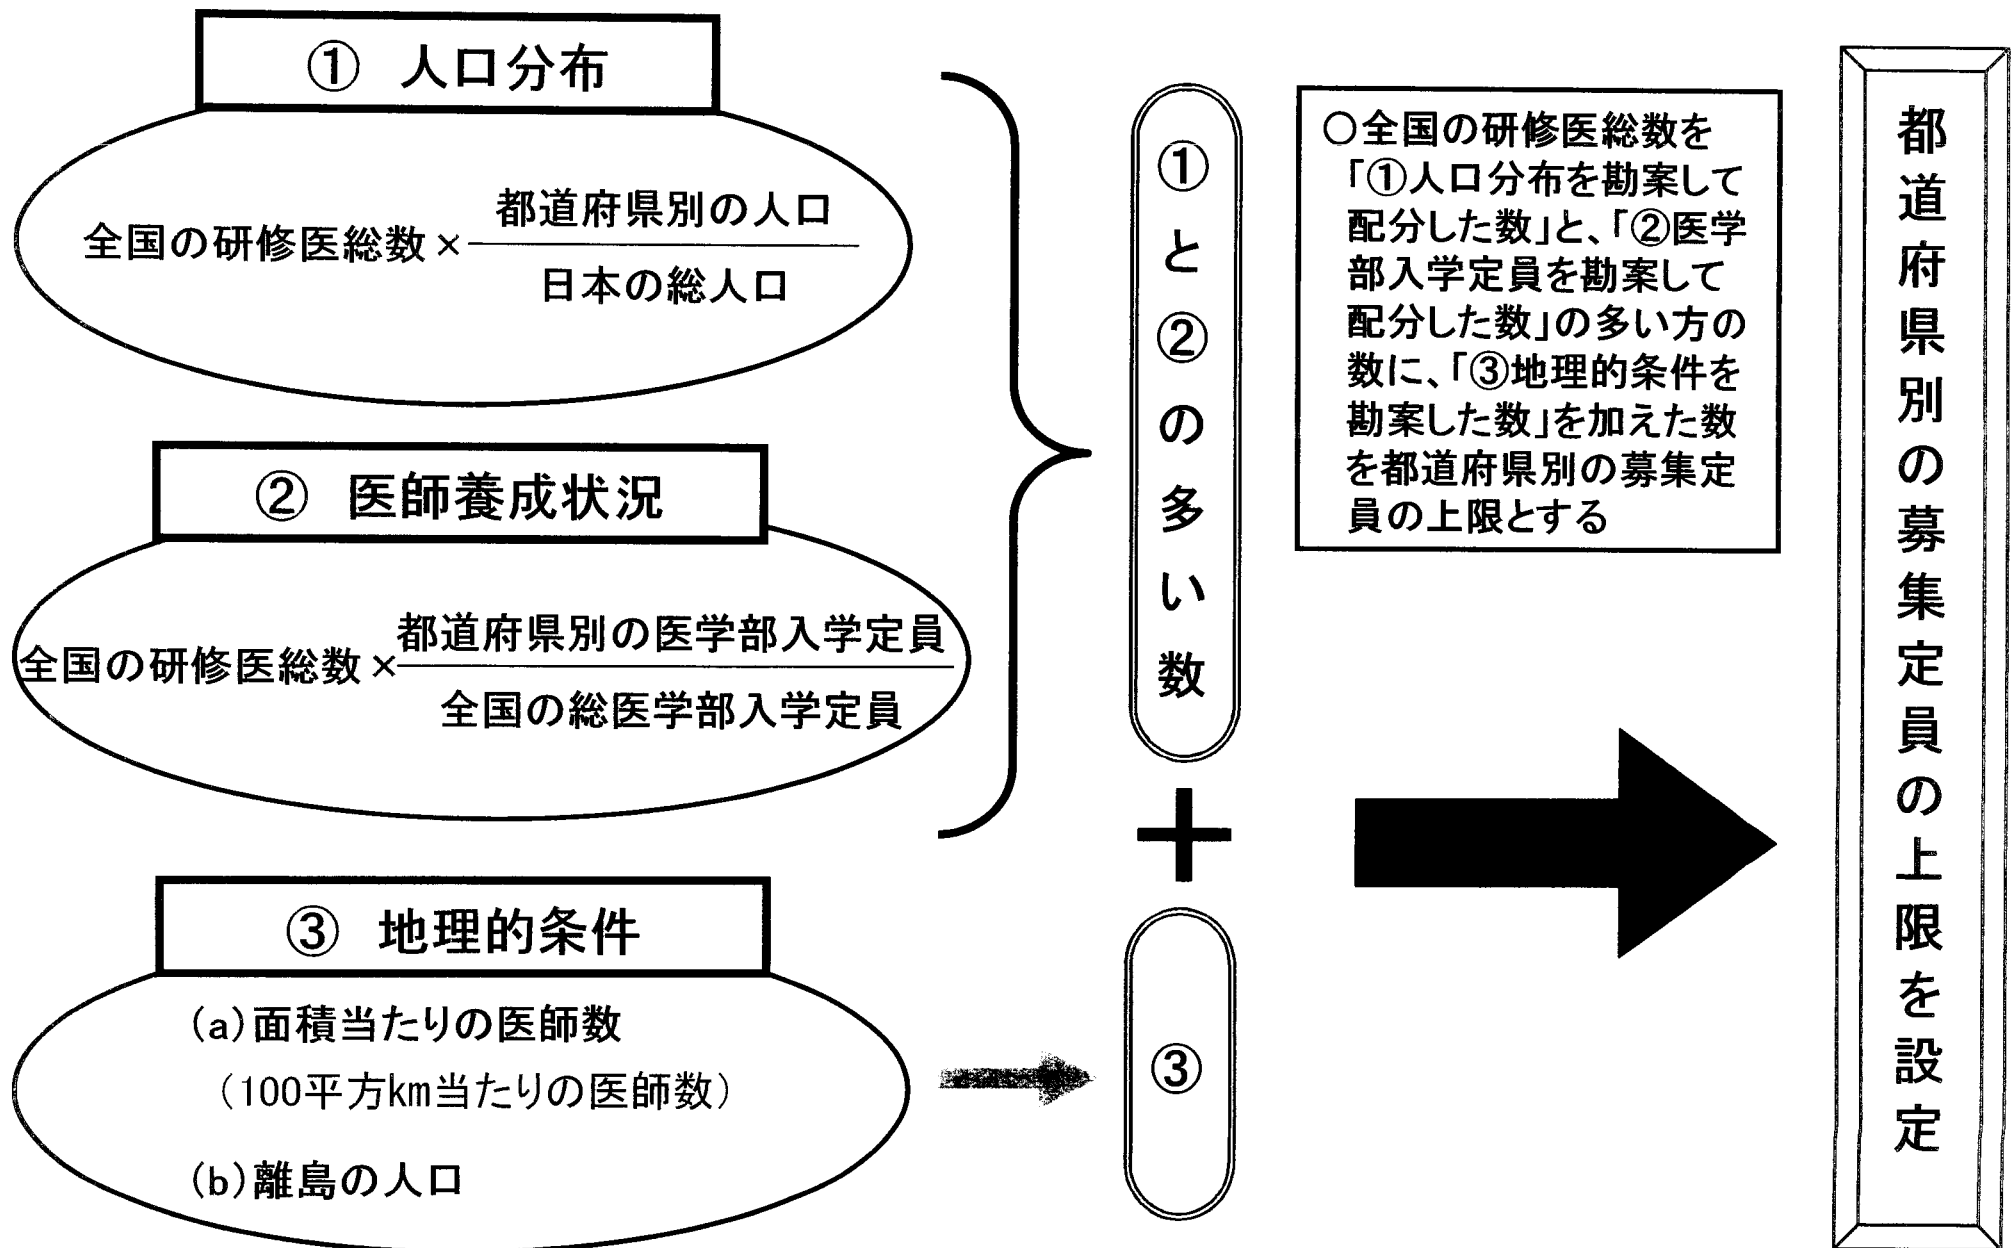 ① 人口分布
全国の研修医総数×
都道府県別の人口
日本の総人口
② 医師養成状況
全国の研修医総数×
都道府県別の医学部入学定員
全国の総医学部入学定員
③ 地理的条件
(a)面積当たりの医師数
(100平方km当たりの医師数)
(b)離島の人口
①と②の多い数
+
③
○全国の研修医総数を
「①人口分布を勘案して
配分した数」と、「②医学
部入学定員を勘案して
配分した数」の多い方の
数に、「③地理的条件を
勘案した数」を加えた数
を都道府県別の募集定
員の上限とする
都道府県別の募集定員の上限を設定